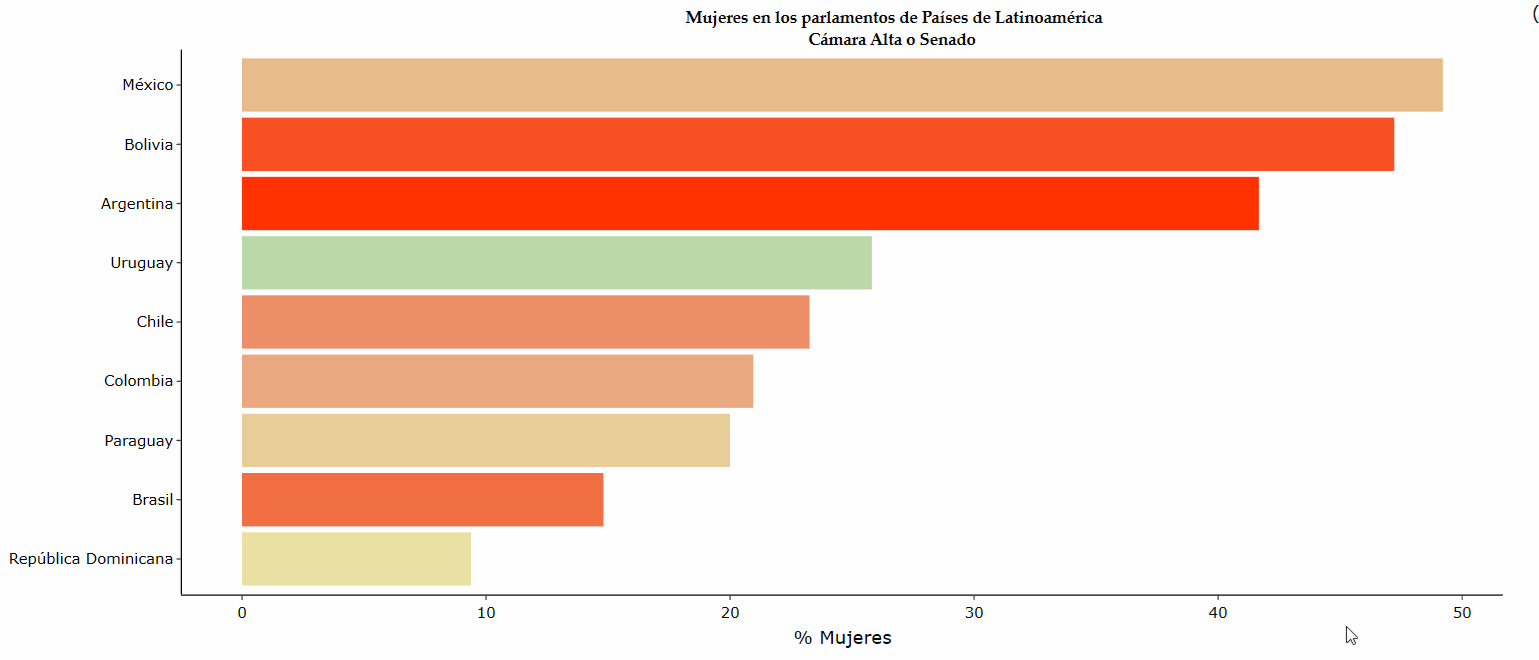 Mujeres en los parlamentos de Países de Latinoamérica
Cámara Alta o Senado
México
Bolivia
Argentina
Uruguay
Chile
Colombia
Paraguay
Brasil
República Dominicana
0 10 20 30 40 50
% Mujeres